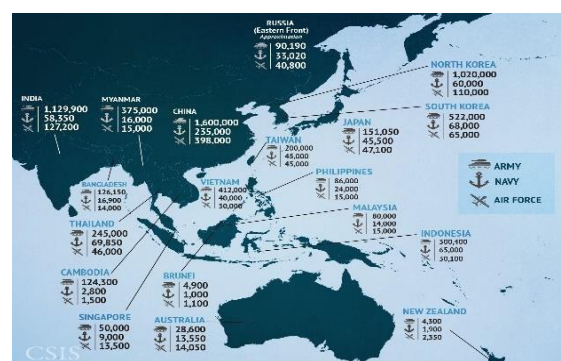 RUSSIA
(Eastern Front)
Approximation
90,190
33,020
40,800
NORTH KOREA
1,020,000
60,000
110,000
INDIA
1,129,900
58,350
127,200
MYANMAR
375,000
16,000
15,000
CHINA
1,600,000
235,000
398,000
SOUTH KOREA
522,000
68,000
65,000
JAPAN
151,050
45,500
47,100
TAIWAN
200,000
45,000
45,000
ARMY
NAVY
AIR FORCE
BANGLADESH
126,150
16,900
14,000
VIETNAM
412,000
40,000
30,000
PHILIPPINES
86,000
24,000
15,000
THAILAND
245,000
69,850
46,000
MALAYSIA
80,000
14,000
15,000
INDONESIA
300,400
65,000
30,100
CAMBODIA
124,300
2,800
1,500
BRUNEI
4,900
1,000
1,100
SINGAPORE
50,000
9,000
13,500
AUSTRALIA
28,600
13,550
14,050
NEW ZEALAND
4,300
1,900
2,350
CSIS